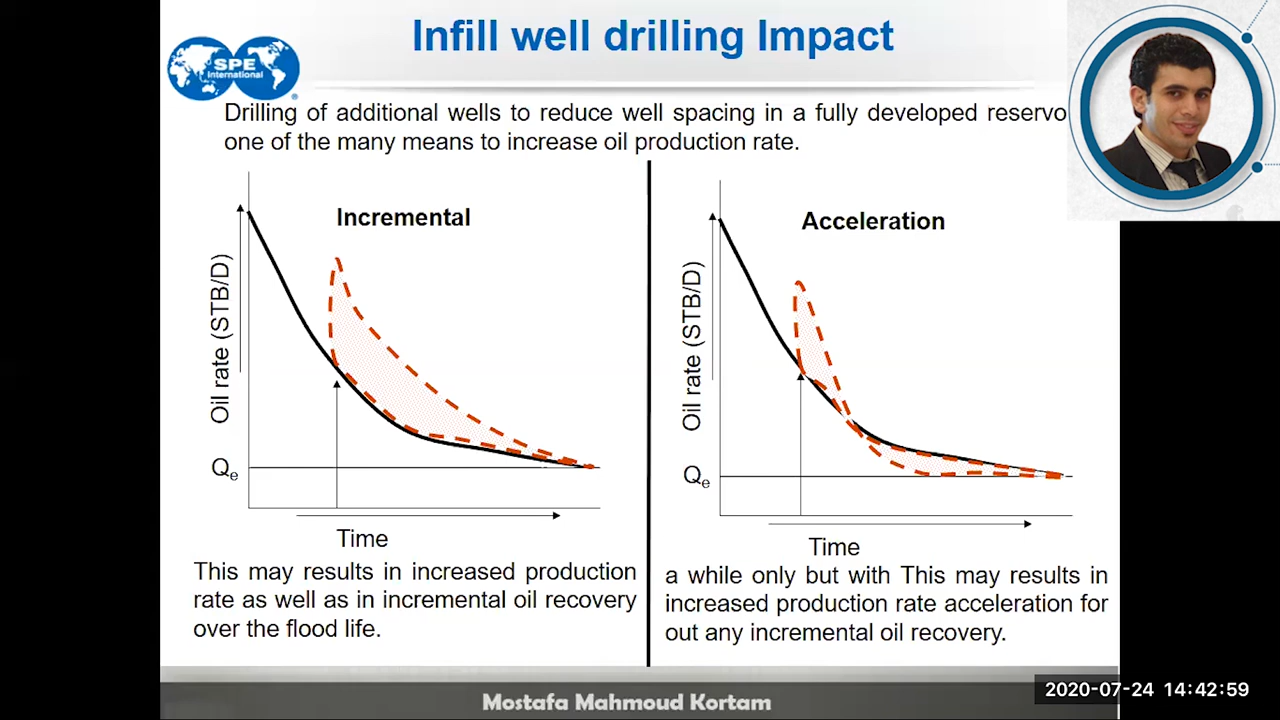 Infill well drilling Impact
SPE
International
Drilling of additional wells to reduce well spacing in a fully developed
one of the many means to increase oil production rate.
Incremental
Oil rate (STB/D)
Qe
Time
This may results in increased production
rate as well as in incremental oil recovery
over the flood life.
Acceleration
Oil rate (STB/D)
Qe
Time
a while only but with This may results in
increased production rate acceleration for
out any incremental oil recovery.
Mostafa Mahmoud Kortam
2020-07-24 14:42:59